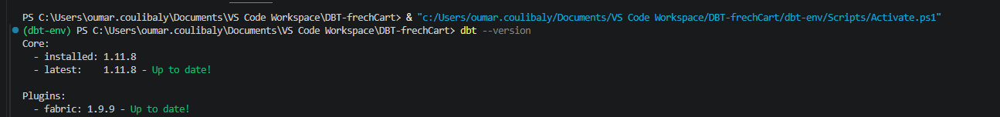 PS C:\Users\oumar.coulibaly\Documents\VS Code Workspace\DBT-frechCart> & "c:/Users/oumar.coulibaly/Documents/VS Code Workspace/DBT-frechCart/dbt-env/Scripts/Activate.ps1"
(dbt-env) PS C:\Users\oumar.coulibaly\Documents\VS Code Workspace\DBT-frechCart> dbt --version
Core:
  - installed: 1.11.8
  - latest:    1.11.8 - Up to date!

Plugins:
  - fabric: 1.9.9 - Up to date!